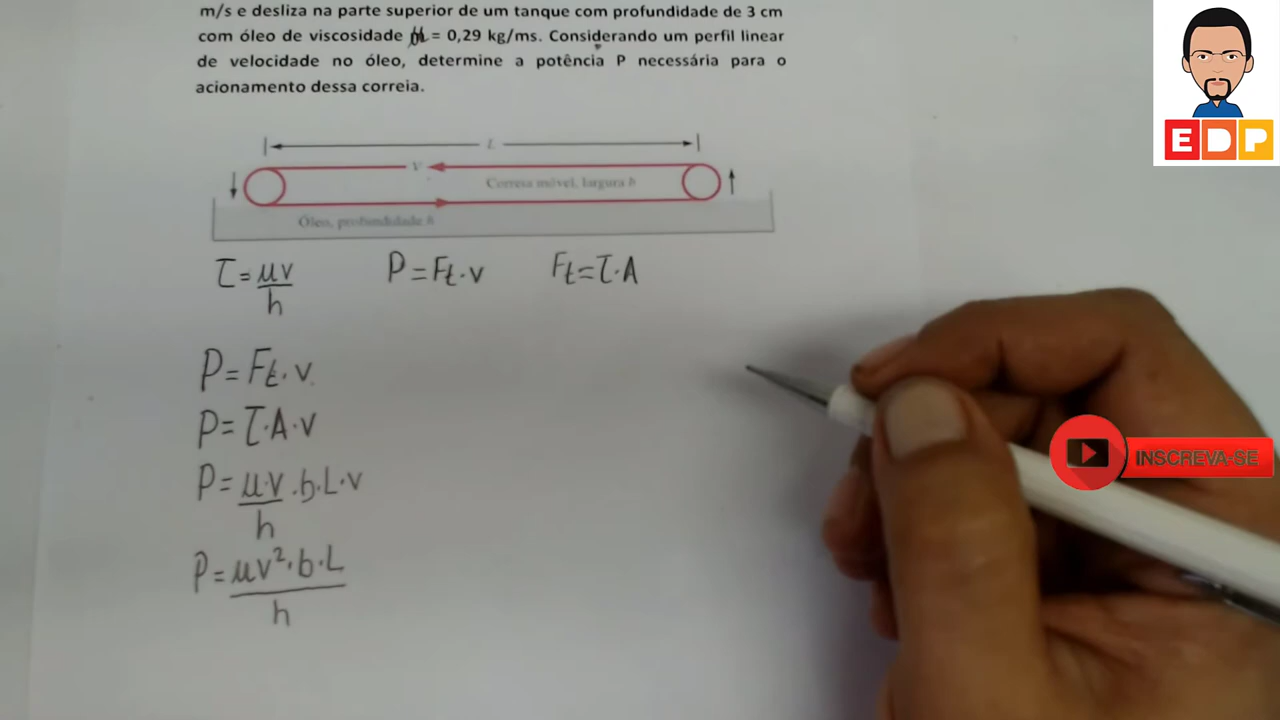 m/s e desliza na parte superior de um tanque com profundidade de 3 cm
com óleo de viscosidade μ = 0,29 kg/ms. Considerando um perfil linear
de velocidade no óleo, determine a potência P necessária para o
acionamento dessa correia.
EDP
L
V
Correia móvel, largura b
Óleo, profundidade h
τ = μv/h P = Ft·v Ft = τ·A
P = Ft·v
P = τ·A·v
P = μ·v/h ·b·L·v
P = μv²·b·L/h
INSCREVA-SE